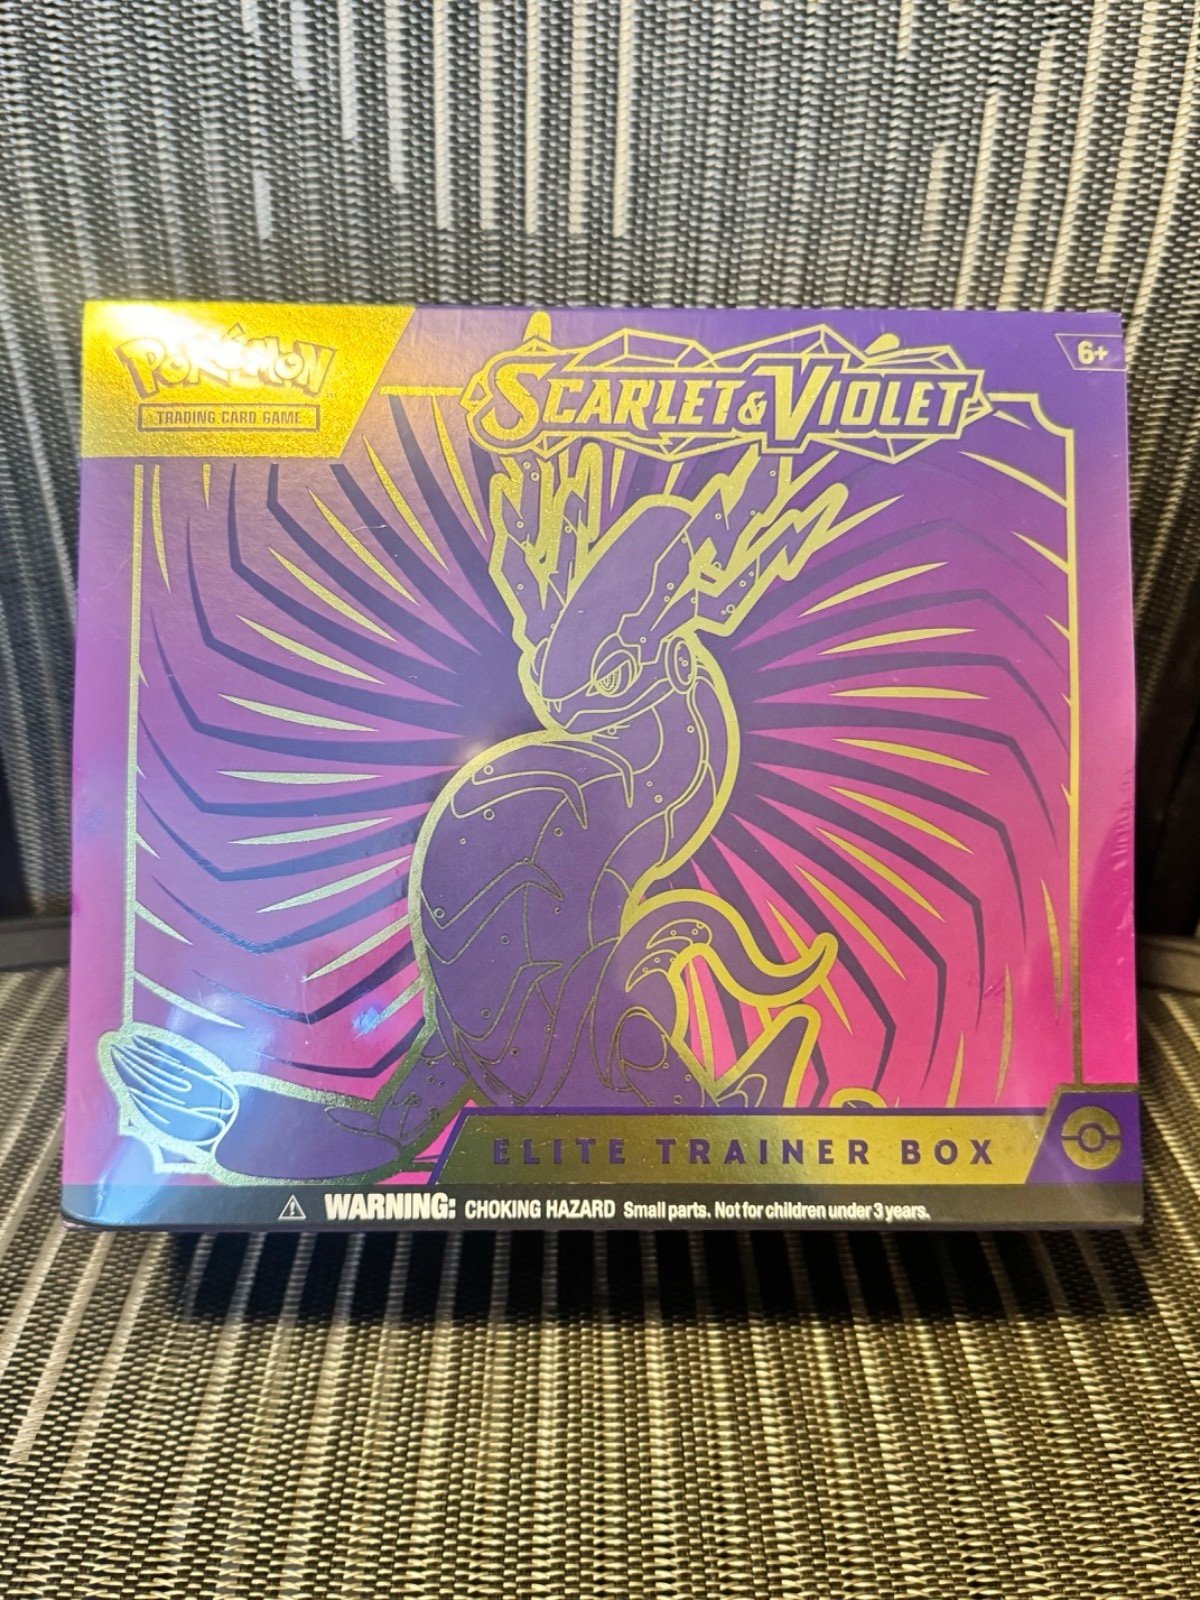 POKÉMON
TRADING CARD GAME
SCARLET & VIOLET
6+
ELITE TRAINER BOX
WARNING: CHOKING HAZARD Small parts. Not for children under 3 years.